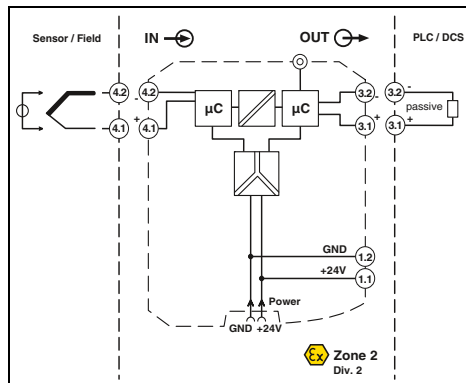 Sensor / Field
IN
OUT
PLC / DCS
4.2
-
4.2
µC
µC
3.2
-
3.2
-
passive
4.1
+
4.1
3.1
+
3.1
+
GND
1.2
+24V
1.1
Power
GND +24V
Ex
Zone 2
Div. 2